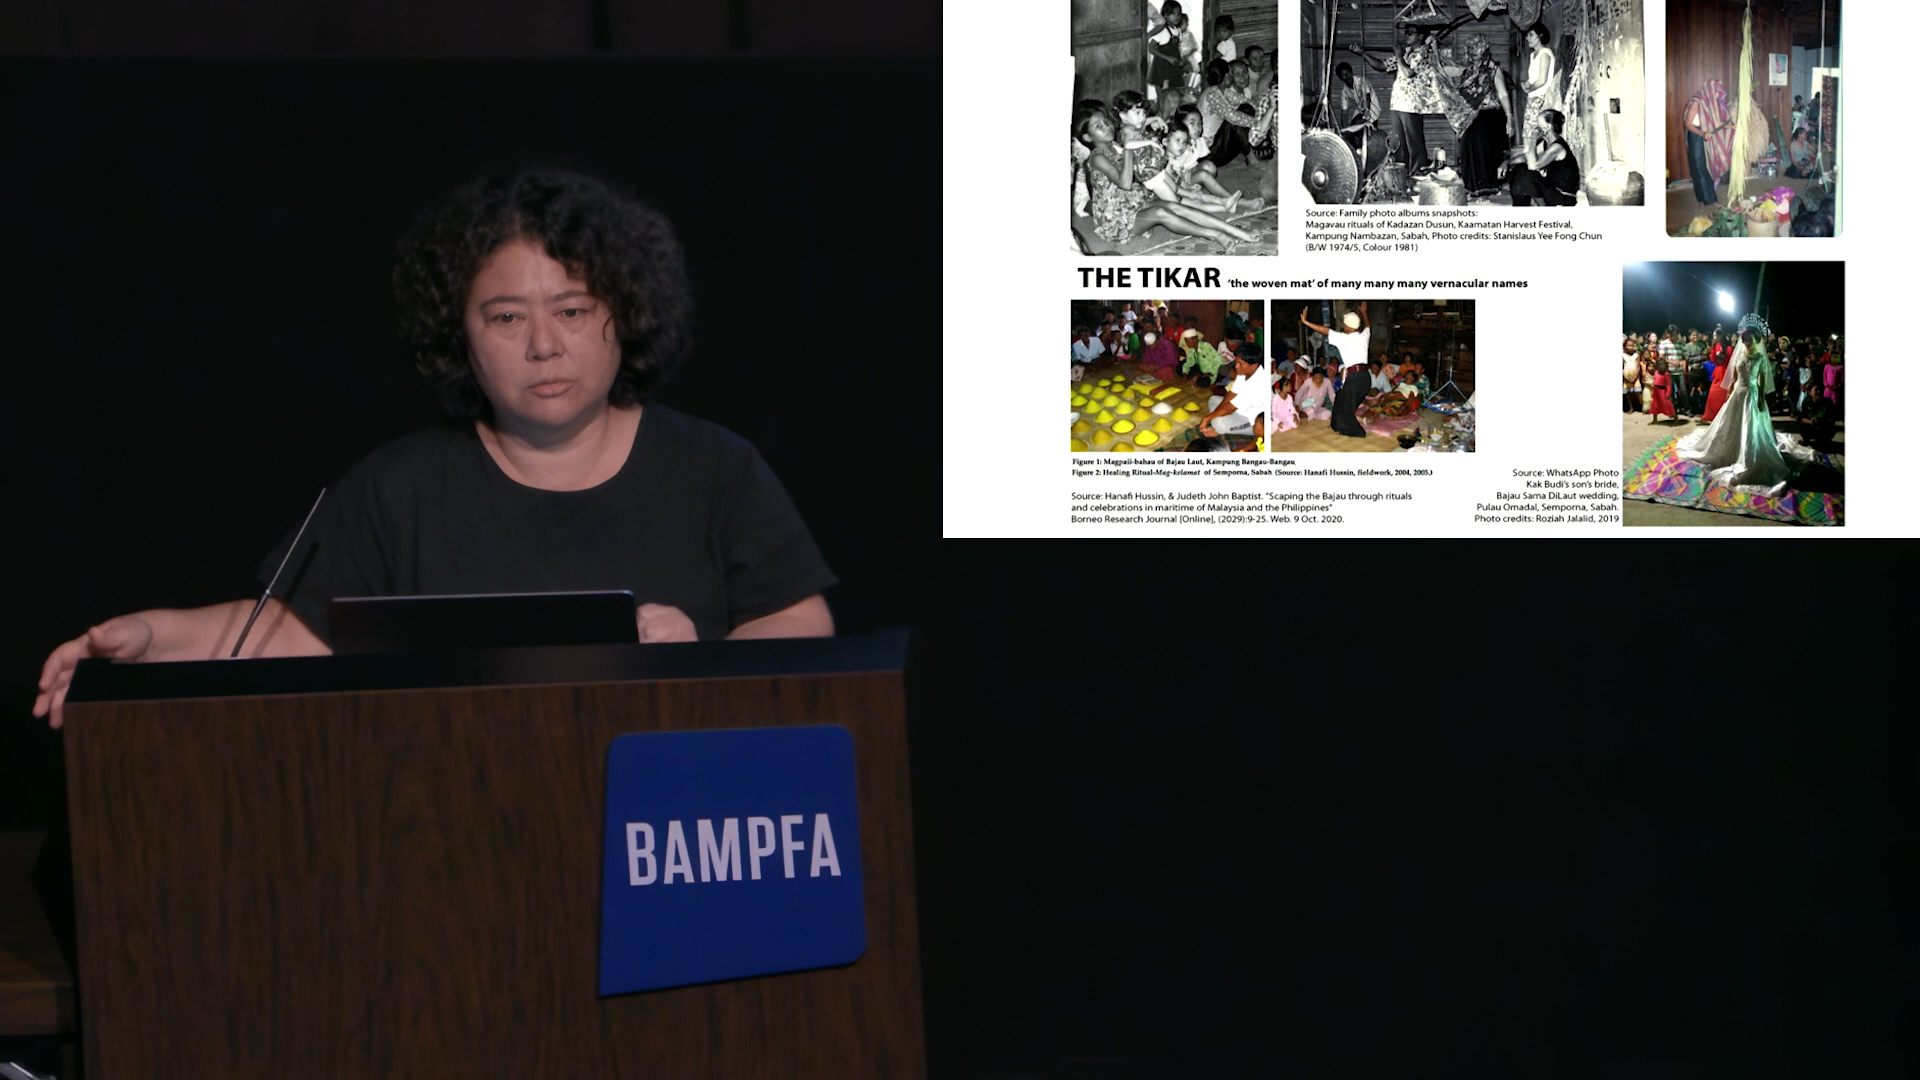 Source: Family photo albums snapshots:
Magavau rituals of Kadazan Dusun, Kaamatan Harvest Festival,
Kampung Nambazan, Sabah, Photo credits: Stanislaus Yee Fong Chun
(B/W 1974/5, Colour 1981)
THE TIKAR 'the woven mat' of many many many vernacular names
Figure 1: Magpaii-bahau of Bajau Laut, Kampung Bangau-Bangau,
Figure 2: Healing Ritual-Mag-kelamat of Semporna, Sabah (Source: Hanafi Hussin, fieldwork, 2004, 2005.)
Source: Hanafi Hussin, & Judeth John Baptist. "Scaping the Bajau through rituals
and celebrations in maritime of Malaysia and the Philippines"
Borneo Research Journal [Online], (2029):9-25. Web. 9 Oct. 2020.
Source: WhatsApp Photo
Kak Budi's son's bride,
Bajau Sama DiLaut wedding,
Pulau Omadal, Semporna, Sabah.
Photo credits: Roziah Jalalid, 2019
BAMPFA